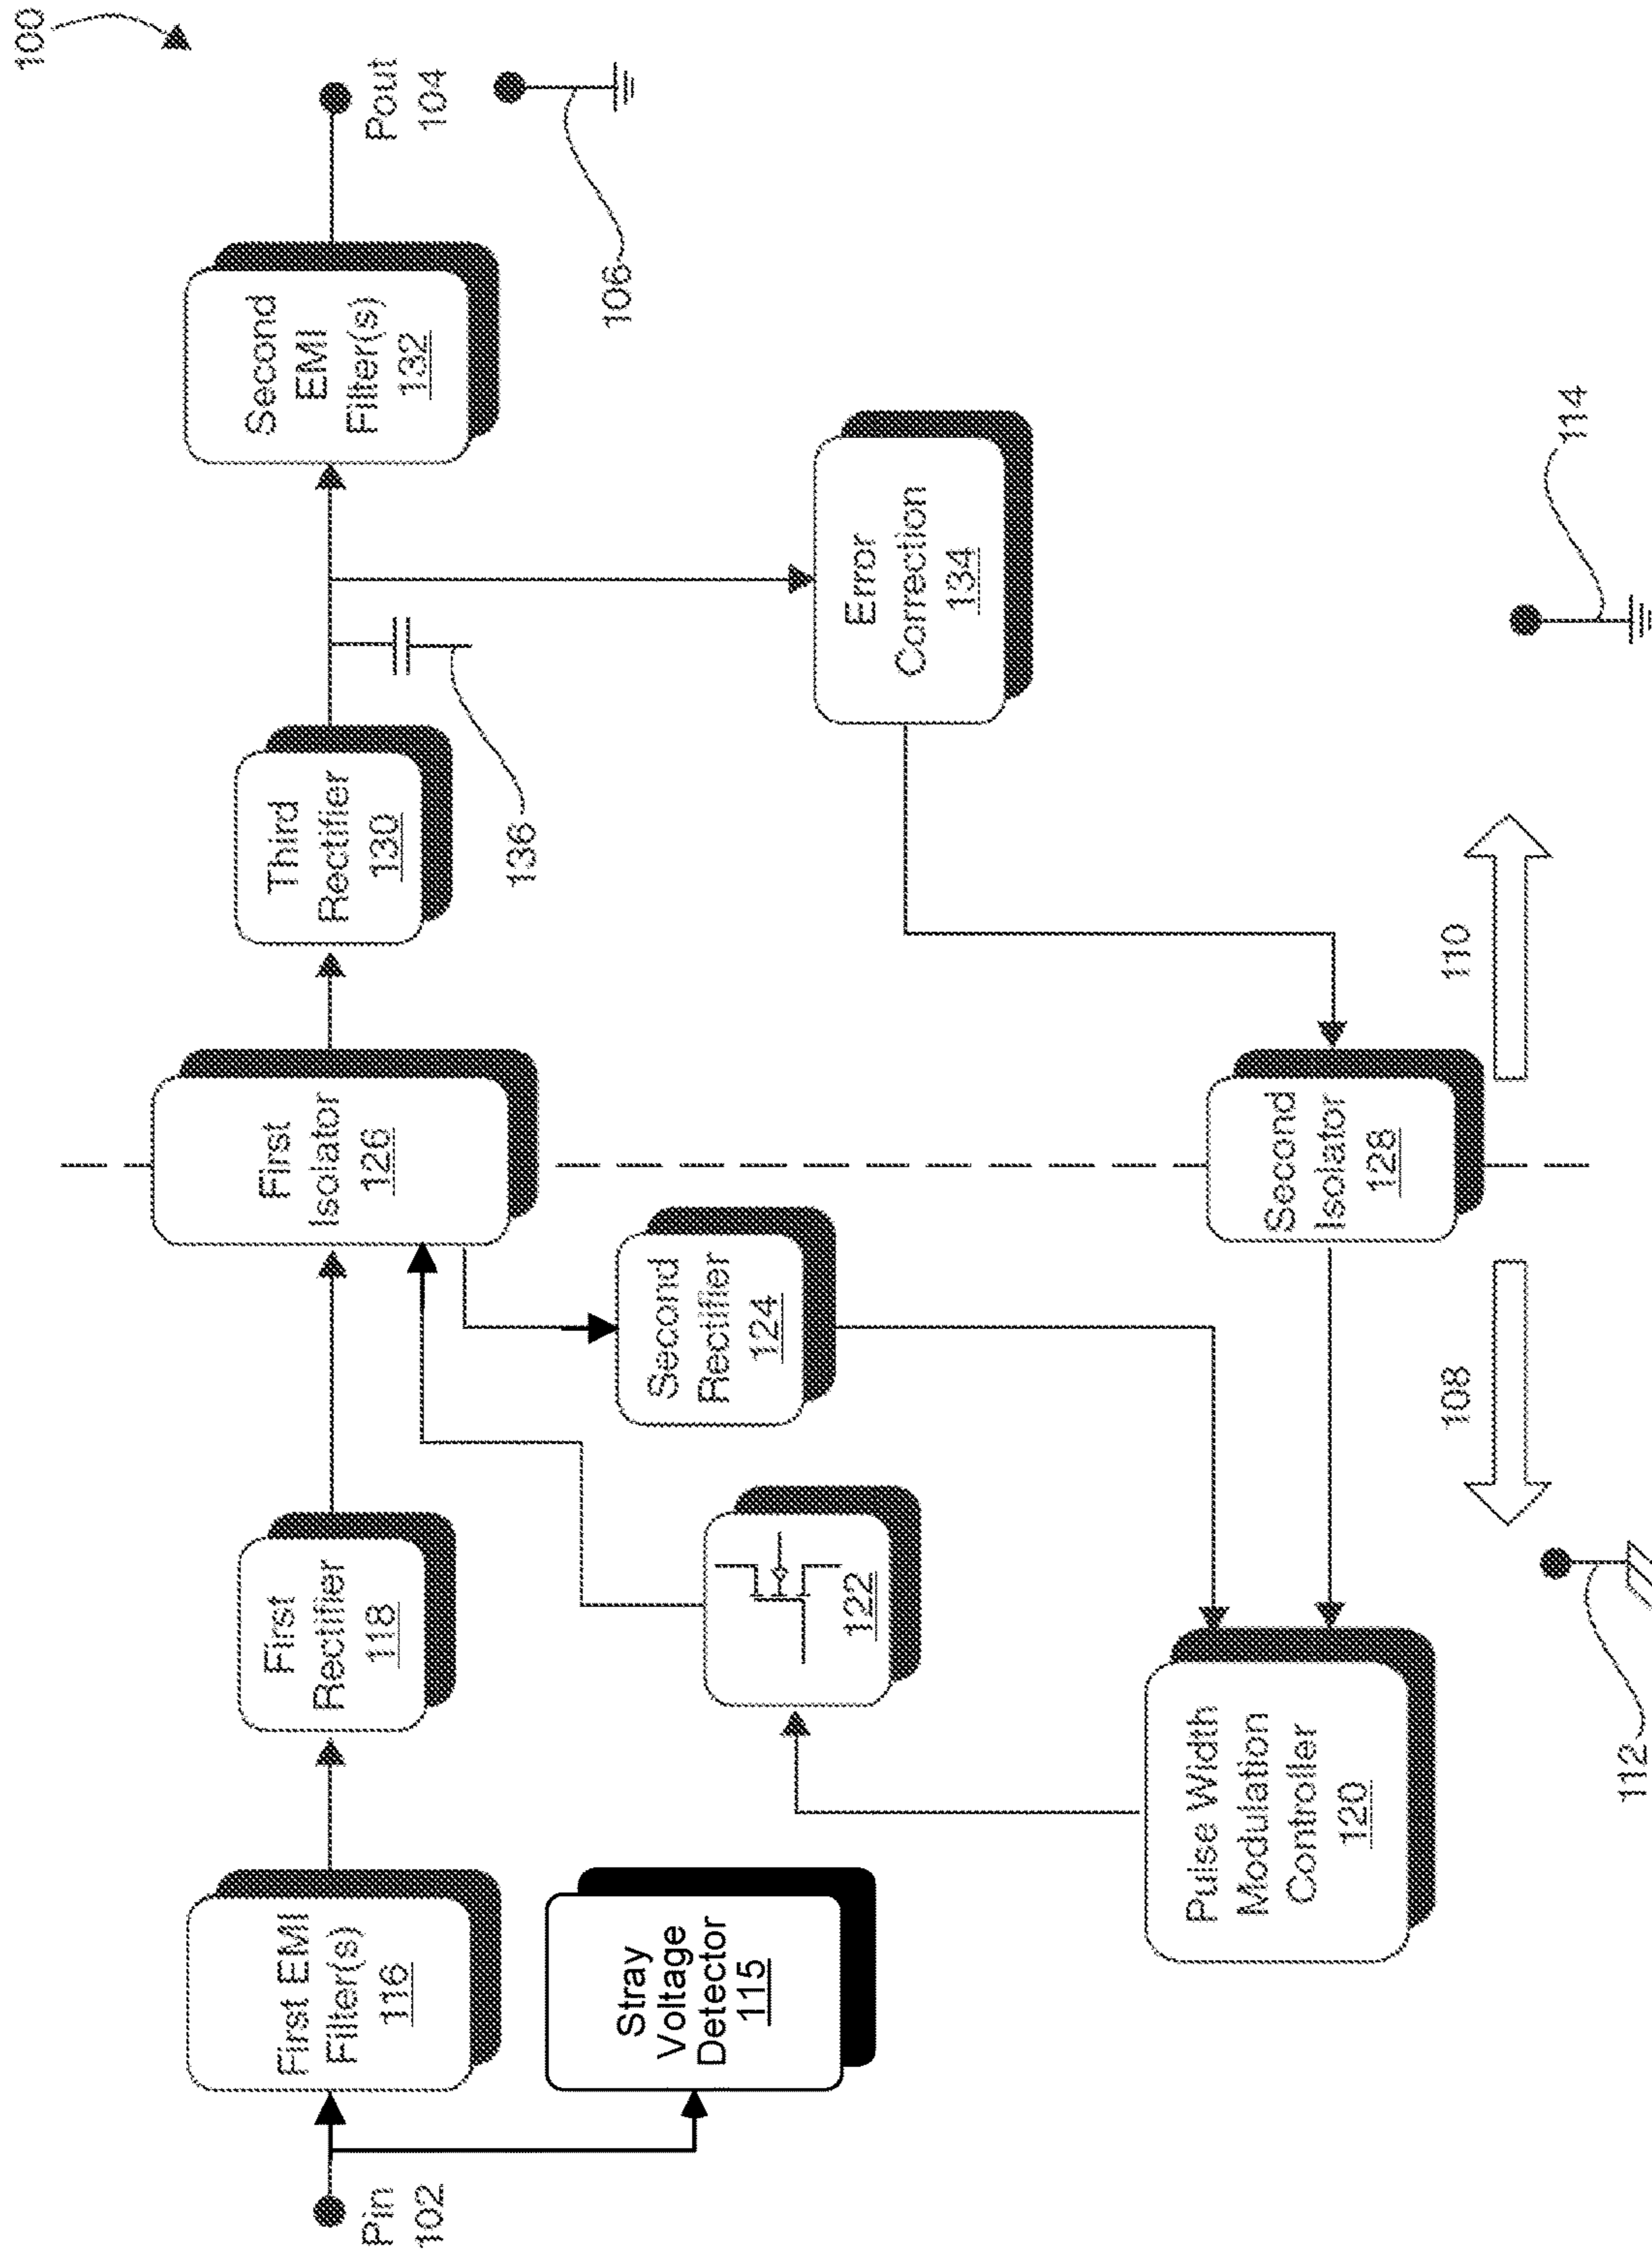 100
Pin
102
First EMI
Filter(s)
116
Stray
Voltage
Detector
115
First
Rectifier
118
122
Pulse Width
Modulation
Controller
120
First
Isolator
126
Second
Rectifier
124
Second
Isolator
128
Third
Rectifier
130
136
Error
Correction
134
Second
EMI
Filter(s)
132
Pout
104
106
108
110
112
114